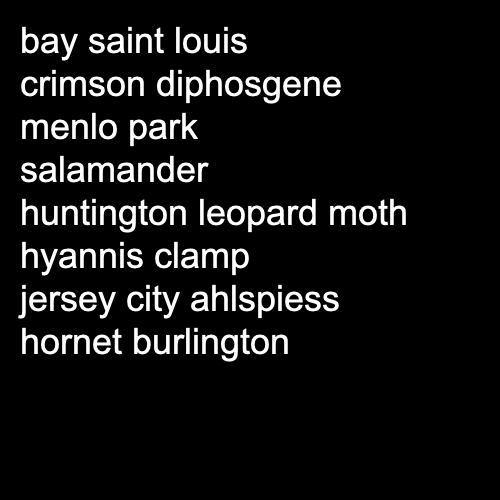 bay saint louis
crimson diphosgene
menlo park
salamander
huntington leopard moth
hyannis clamp
jersey city ahlspiess
hornet burlington